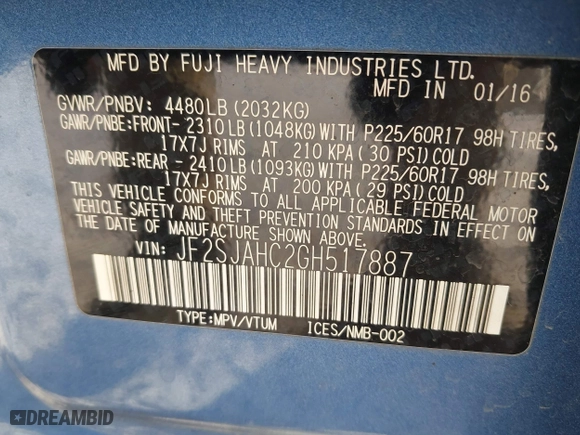 MFD BY FUJI HEAVY INDUSTRIES LTD.
MFD IN 01/16
GVWR/PNBV: 4480LB(2032KG)
GAWR/PNBE:FRONT- 2310LB(1048KG)WITH P225/60R17 98H TIRES,
17X7J RIMS AT 210 KPA(30 PSI)COLD
GAWR/PNBE:REAR - 2410LB(1093KG)WITH P225/60R17 98H TIRES,
17X7J RIMS AT 200 KPA(29 PSI)COLD
THIS VEHICLE CONFORMS TO ALL APPLICABLE FEDERAL MOTOR
VEHICLE SAFETY AND THEFT PREVENTION STANDARDS IN EFFECT ON THE
DATE OF MANUFACTURE SHOWN ABOVE.
VIN: JF2SJAHC2GH517887
TYPE:MPV/VTUM ICES/NMB-002
DREAMBID